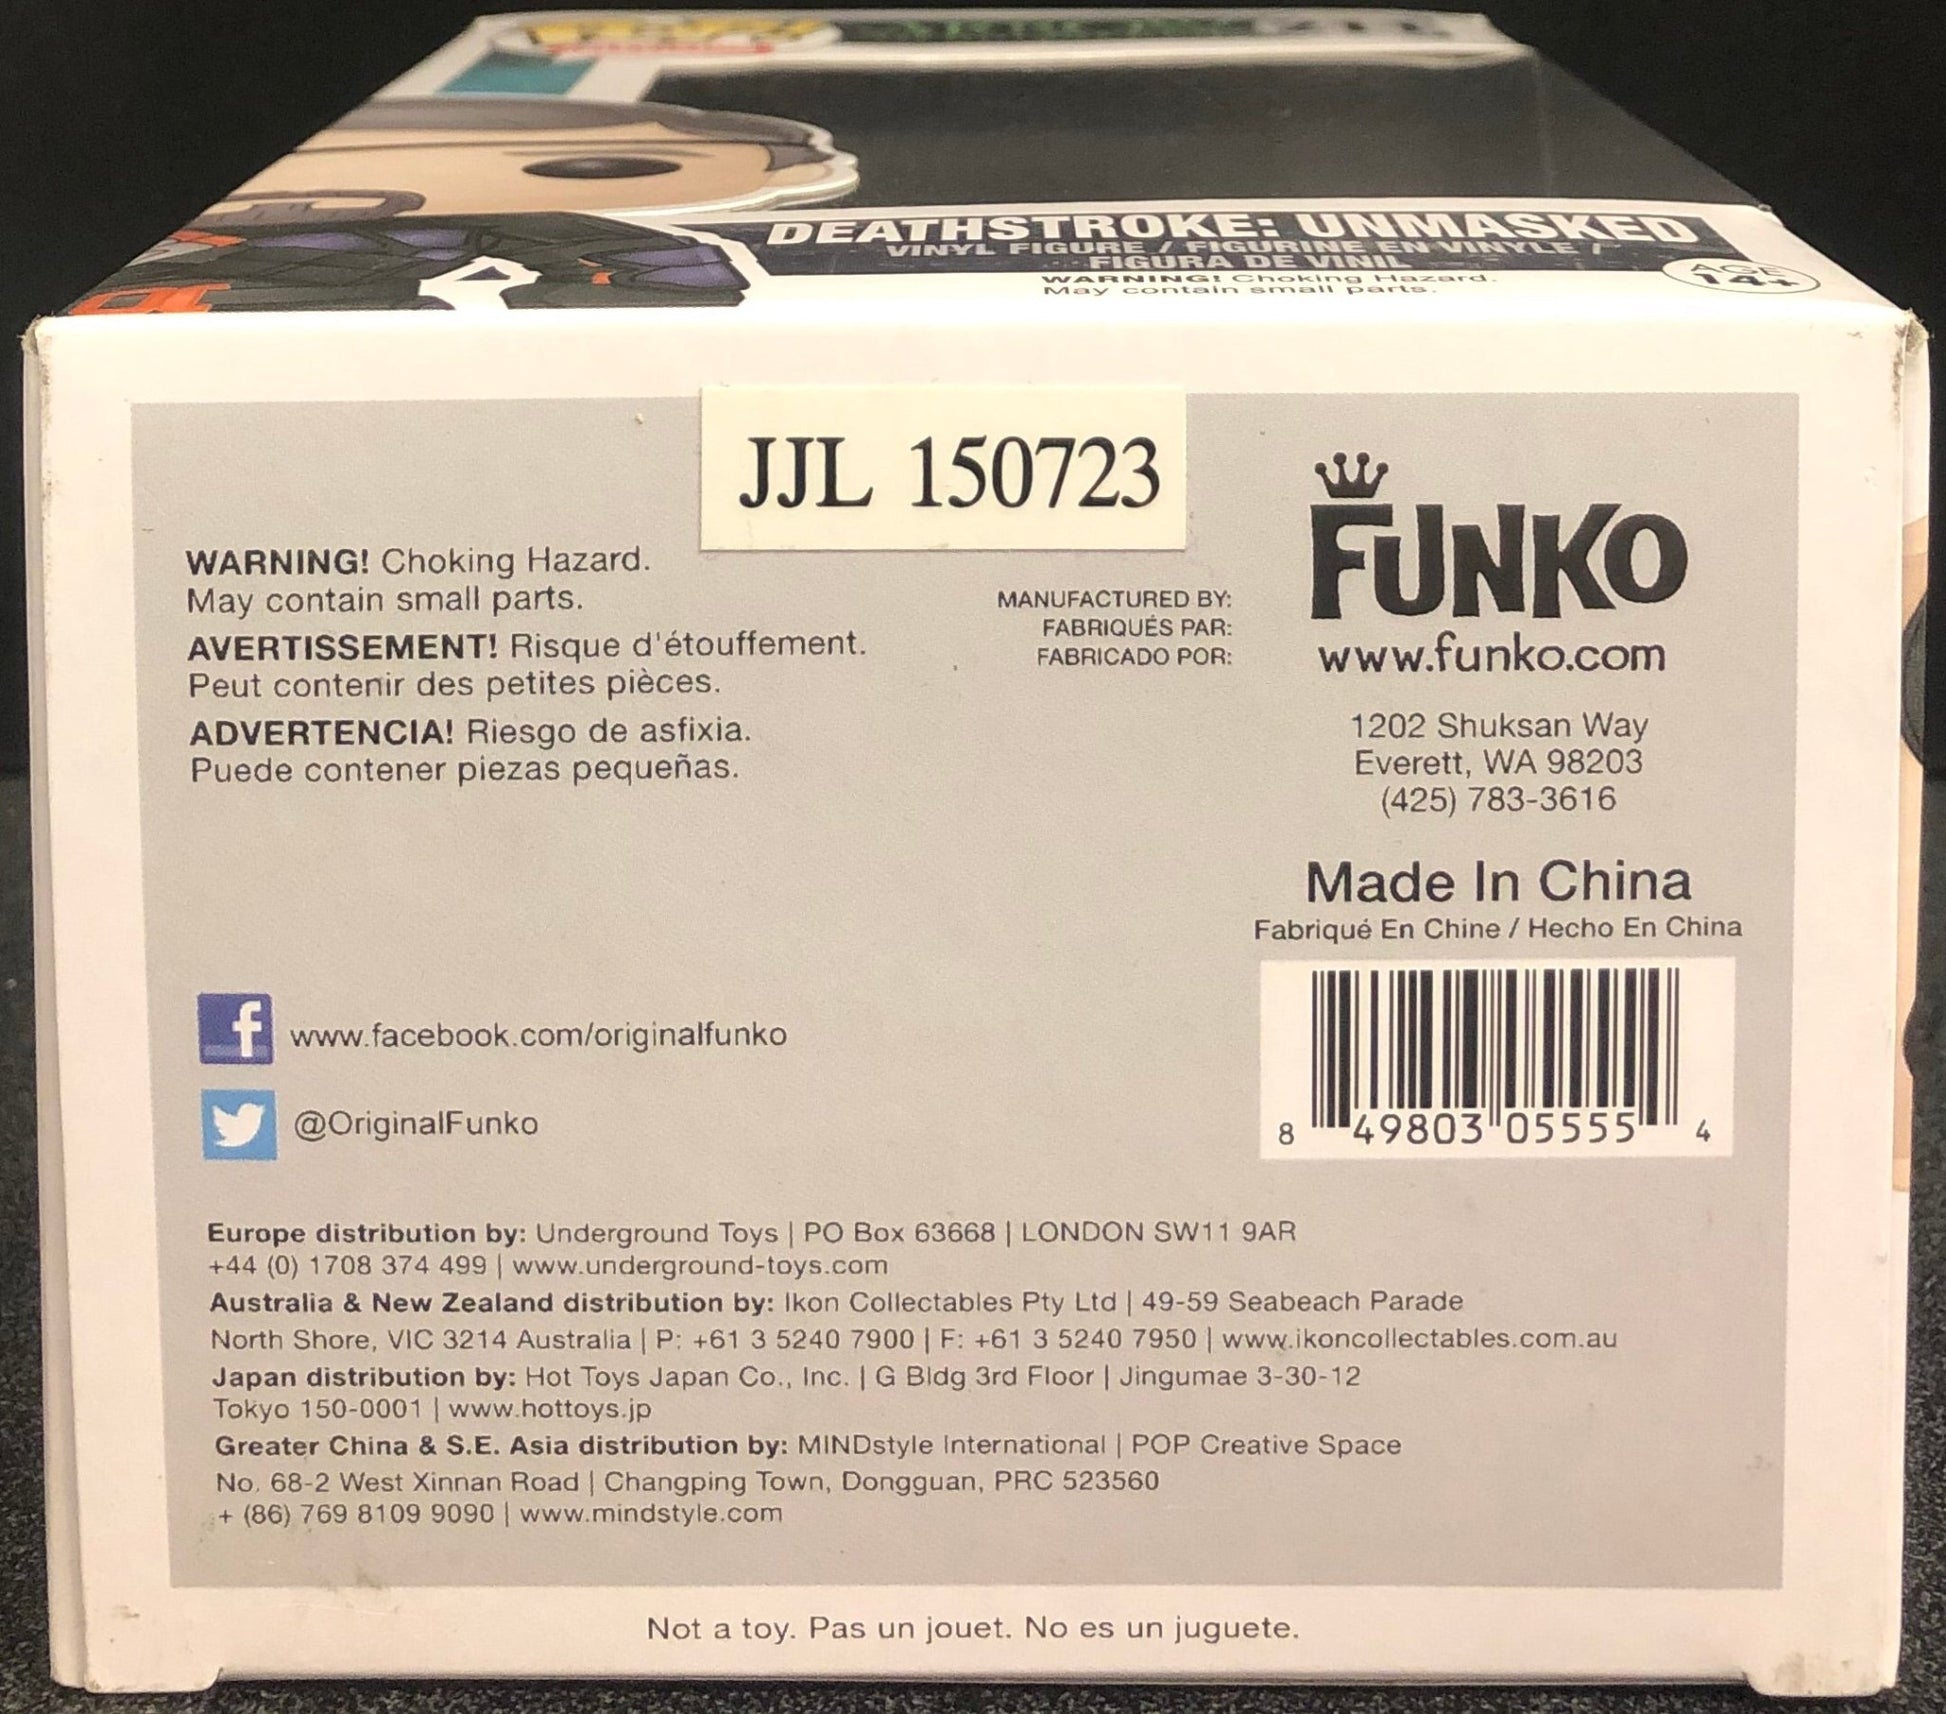 DEATHSTROKE: UNMASKED
VINYL FIGURE / FIGURINE EN VINYLE /
FIGURA DE VINIL
WARNING! Choking Hazard.
May contain small parts.
AGE
14+
JJL 150723
WARNING! Choking Hazard.
May contain small parts.
AVERTISSEMENT! Risque d'étouffement.
Peut contenir des petites pièces.
ADVERTENCIA! Riesgo de asfixia.
Puede contener piezas pequeñas.
MANUFACTURED BY:
FABRIQUÉS PAR:
FABRICADO POR:
FUNKO
www.funko.com
1202 Shuksan Way
Everett, WA 98203
(425) 783-3616
Made In China
Fabriqué En Chine / Hecho En China
8 49803 05555 4
f
www.facebook.com/originalfunko
@OriginalFunko
Europe distribution by: Underground Toys | PO Box 63668 | LONDON SW11 9AR
+44 (0) 1708 374 499 | www.underground-toys.com
Australia & New Zealand distribution by: Ikon Collectables Pty Ltd | 49-59 Seabeach Parade
North Shore, VIC 3214 Australia | P: +61 3 5240 7900 | F: +61 3 5240 7950 | www.ikoncollectables.com.au
Japan distribution by: Hot Toys Japan Co., Inc. | G Bldg 3rd Floor | Jingumae 3-30-12
Tokyo 150-0001 | www.hottoys.jp
Greater China & S.E. Asia distribution by: MINDstyle International | POP Creative Space
No. 68-2 West Xinnan Road | Changping Town, Dongguan, PRC 523560
+ (86) 769 8109 9090 | www.mindstyle.com
Not a toy. Pas un jouet. No es un juguete.